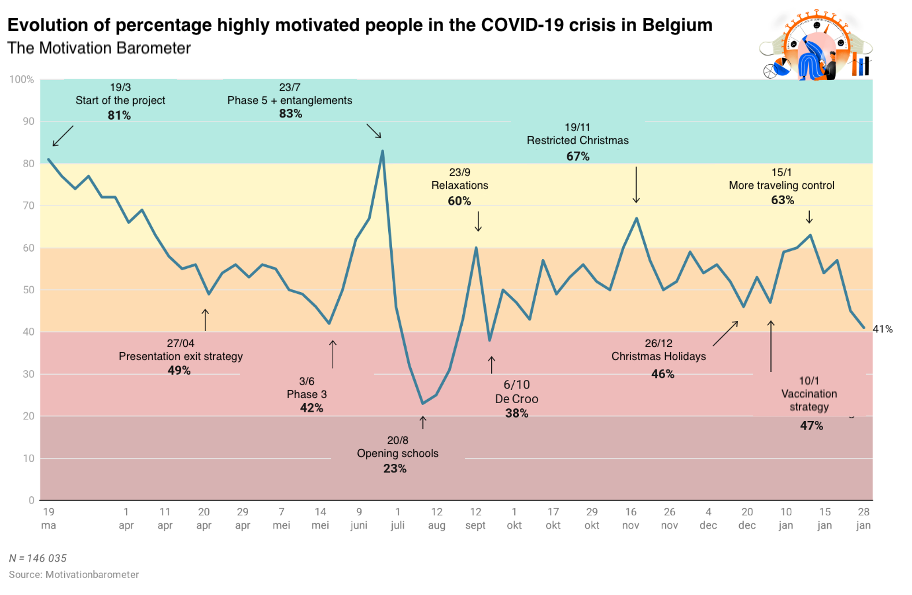 Evolution of percentage highly motivated people in the COVID-19 crisis in Belgium
The Motivation Barometer
100%
90
80
70
60
50
40
30
20
10
0
19/3
Start of the project
81%
23/7
Phase 5 + entanglements
83%
19/11
Restricted Christmas
67%
23/9
Relaxations
60%
15/1
More traveling control
63%
41%
27/04
Presentation exit strategy
49%
3/6
Phase 3
42%
6/10
De Croo
38%
26/12
Christmas Holidays
46%
10/1
Vaccination
strategy
47%
20/8
Opening schools
23%
19 ma
1 apr
11 apr
20 apr
29 apr
7 mei
14 mei
9 juni
1 juli
12 aug
12 sept
1 okt
17 okt
29 okt
16 nov
26 nov
4 dec
20 dec
10 jan
15 jan
28 jan
N = 146 035
Source: Motivationbarometer